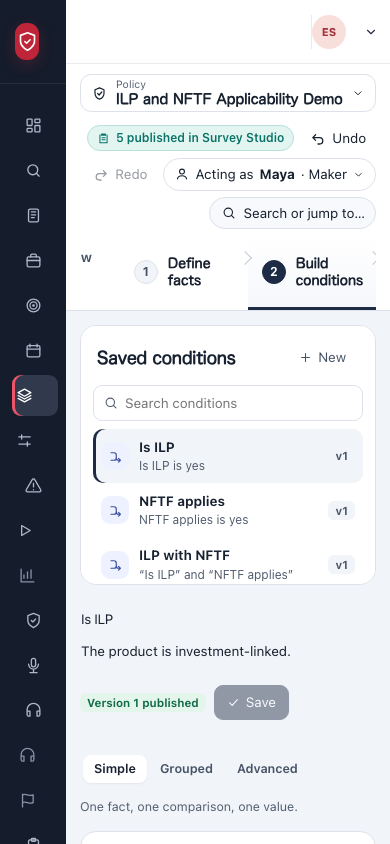 ES
Policy
ILP and NFTF Applicability Demo
5 published in Survey Studio
Undo
Redo
Acting as Maya · Maker
Search or jump to...
w
1
Define facts
2
Build conditions
Saved conditions
New
Search conditions
Is ILP
Is ILP is yes
v1
NFTF applies
NFTF applies is yes
v1
ILP with NFTF
“Is ILP” and “NFTF applies”
v1
Is ILP
The product is investment-linked.
Version 1 published
Save
Simple Grouped Advanced
One fact, one comparison, one value.